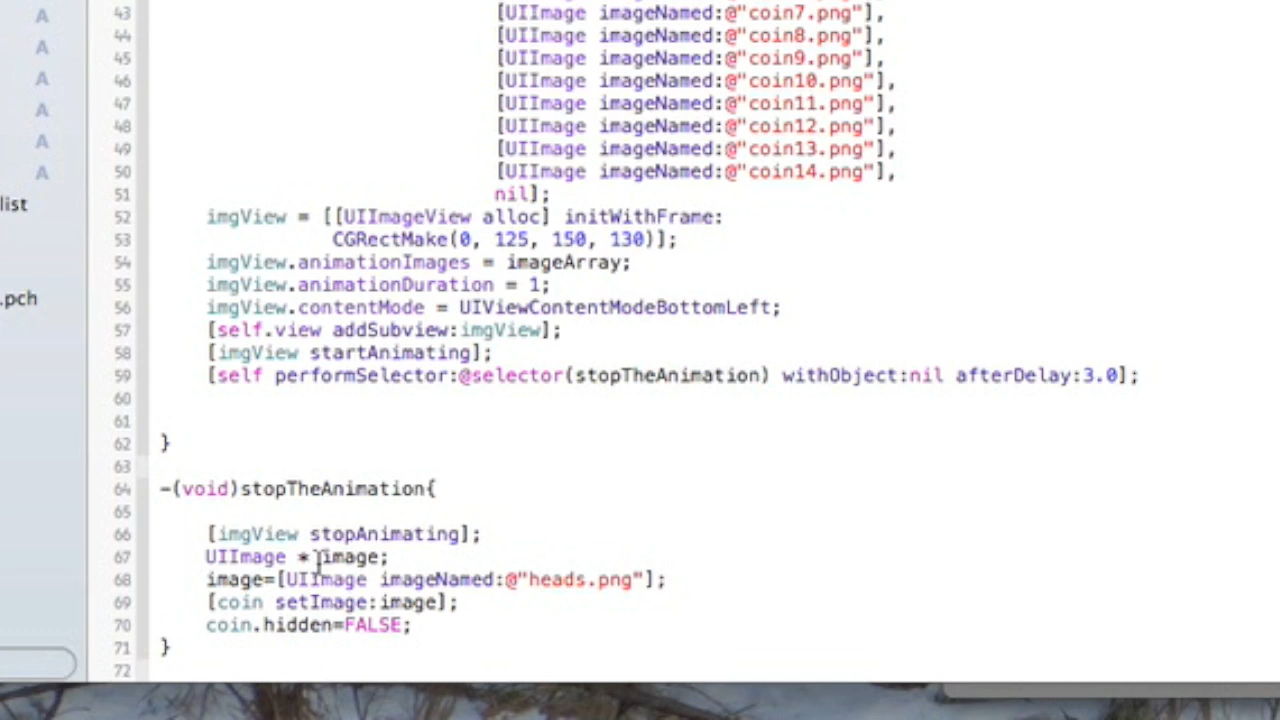 A
A
A
A
A
A
list
.pch
43 [UIImage imageNamed:@"coin7.png"],
44 [UIImage imageNamed:@"coin8.png"],
45 [UIImage imageNamed:@"coin9.png"],
46 [UIImage imageNamed:@"coin10.png"],
47 [UIImage imageNamed:@"coin11.png"],
48 [UIImage imageNamed:@"coin12.png"],
49 [UIImage imageNamed:@"coin13.png"],
50 [UIImage imageNamed:@"coin14.png"],
51 nil];
52 imgView = [[UIImageView alloc] initWithFrame:
53 CGRectMake(0, 125, 150, 130)];
54 imgView.animationImages = imageArray;
55 imgView.animationDuration = 1;
56 imgView.contentMode = UIViewContentModeBottomLeft;
57 [self.view addSubview:imgView];
58 [imgView startAnimating];
59 [self performSelector:@selector(stopTheAnimation) withObject:nil afterDelay:3.0];
60
61
62 }
63
64 -(void)stopTheAnimation{
65
66 [imgView stopAnimating];
67 UIImage * image;
68 image=[UIImage imageNamed:@"heads.png"];
69 [coin setImage:image];
70 coin.hidden=FALSE;
71 }
72